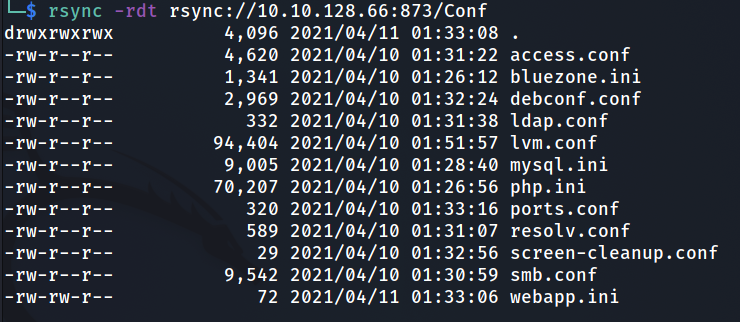 └─$ rsync -rdt rsync://10.10.128.66:873/Conf
drwxrwxrwx 4,096 2021/04/11 01:33:08 .
-rw-r--r-- 4,620 2021/04/10 01:31:22 access.conf
-rw-r--r-- 1,341 2021/04/10 01:26:12 bluezone.ini
-rw-r--r-- 2,969 2021/04/10 01:32:24 debconf.conf
-rw-r--r-- 332 2021/04/10 01:31:38 ldap.conf
-rw-r--r-- 94,404 2021/04/10 01:51:57 lvm.conf
-rw-r--r-- 9,005 2021/04/10 01:28:40 mysql.ini
-rw-r--r-- 70,207 2021/04/10 01:26:56 php.ini
-rw-r--r-- 320 2021/04/10 01:33:16 ports.conf
-rw-r--r-- 589 2021/04/10 01:31:07 resolv.conf
-rw-r--r-- 29 2021/04/10 01:32:56 screen-cleanup.conf
-rw-r--r-- 9,542 2021/04/10 01:30:59 smb.conf
-rw-rw-r-- 72 2021/04/11 01:33:06 webapp.ini